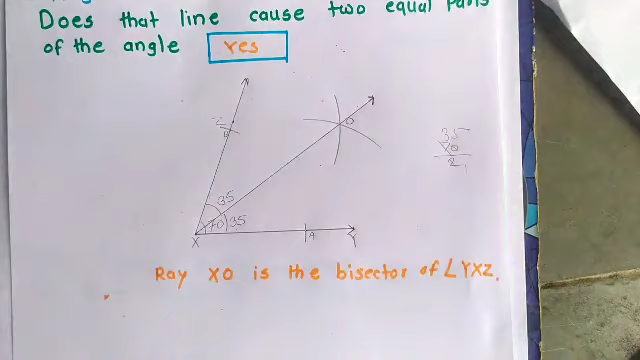 Does that line cause two equal parts
of the angle Yes
Z
B
O
35
70 35
X
A
Y
35
70
2
Ray XO is the bisector of ∠YXZ.